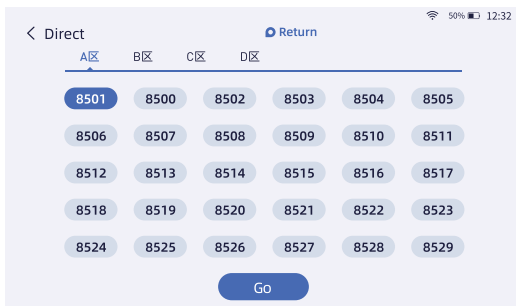 50% 12:32
Direct Return
A区 B区 C区 D区
8501 8500 8502 8503 8504 8505
8506 8507 8508 8509 8510 8511
8512 8513 8514 8515 8516 8517
8518 8519 8520 8521 8522 8523
8524 8525 8526 8527 8528 8529
Go